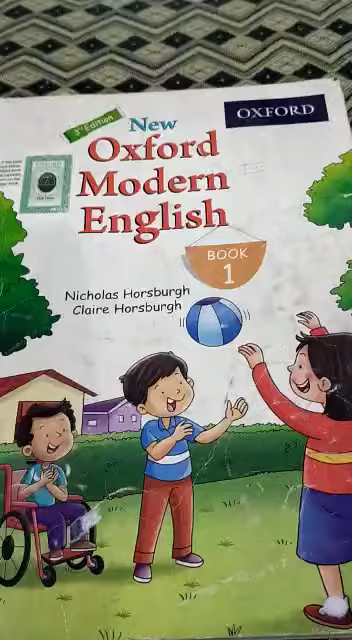 3rd Edition
New
OXFORD
Oxford
Modern
English
BOOK
1
Nicholas Horsburgh
Claire Horsburgh